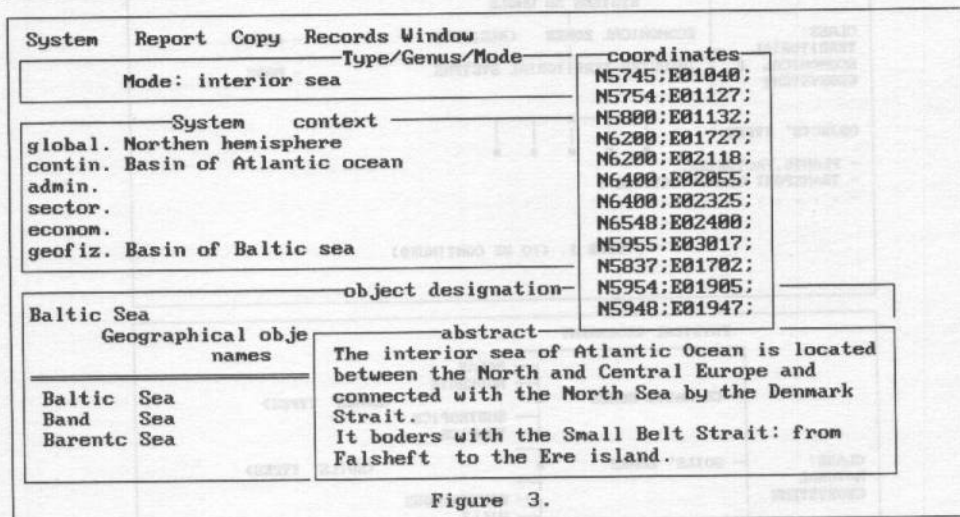 System Report Copy Records Window
Type/Genus/Mode
Mode: interior sea
coordinates
N5745;E01040;
N5754;E01127;
N5800;E01132;
N6200;E01727;
N6200;E02118;
N6400;E02055;
N6400;E02325;
N6548;E02400;
N5955;E03017;
N5837;E01702;
N5954;E01905;
N5948;E01947;
System context
global. Northen hemisphere
contin. Basin of Atlantic ocean
admin.
sector.
econom.
geofiz. Basin of Baltic sea
object designation
Baltic Sea
Geographical obje
names
Baltic Sea
Band Sea
Barentc Sea
abstract
The interior sea of Atlantic Ocean is located
between the North and Central Europe and
connected with the North Sea by the Denmark
Strait.
It boders with the Small Belt Strait: from
Falsheft to the Ere island.
Figure 3.